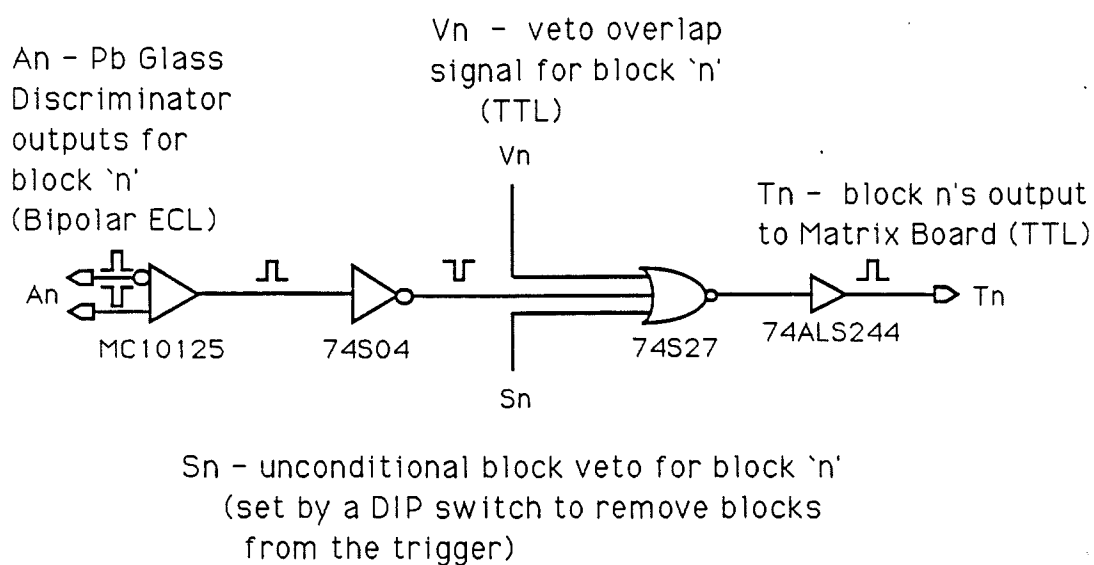 An - Pb Glass
Discriminator
outputs for
block `n'
(Bipolar ECL)
Vn - veto overlap
signal for block `n'
(TTL)
Vn
Tn - block n's output
to Matrix Board (TTL)
An
MC10125
74S04
74S27
74ALS244
Tn
Sn
Sn - unconditional block veto for block `n'
(set by a DIP switch to remove blocks
from the trigger)